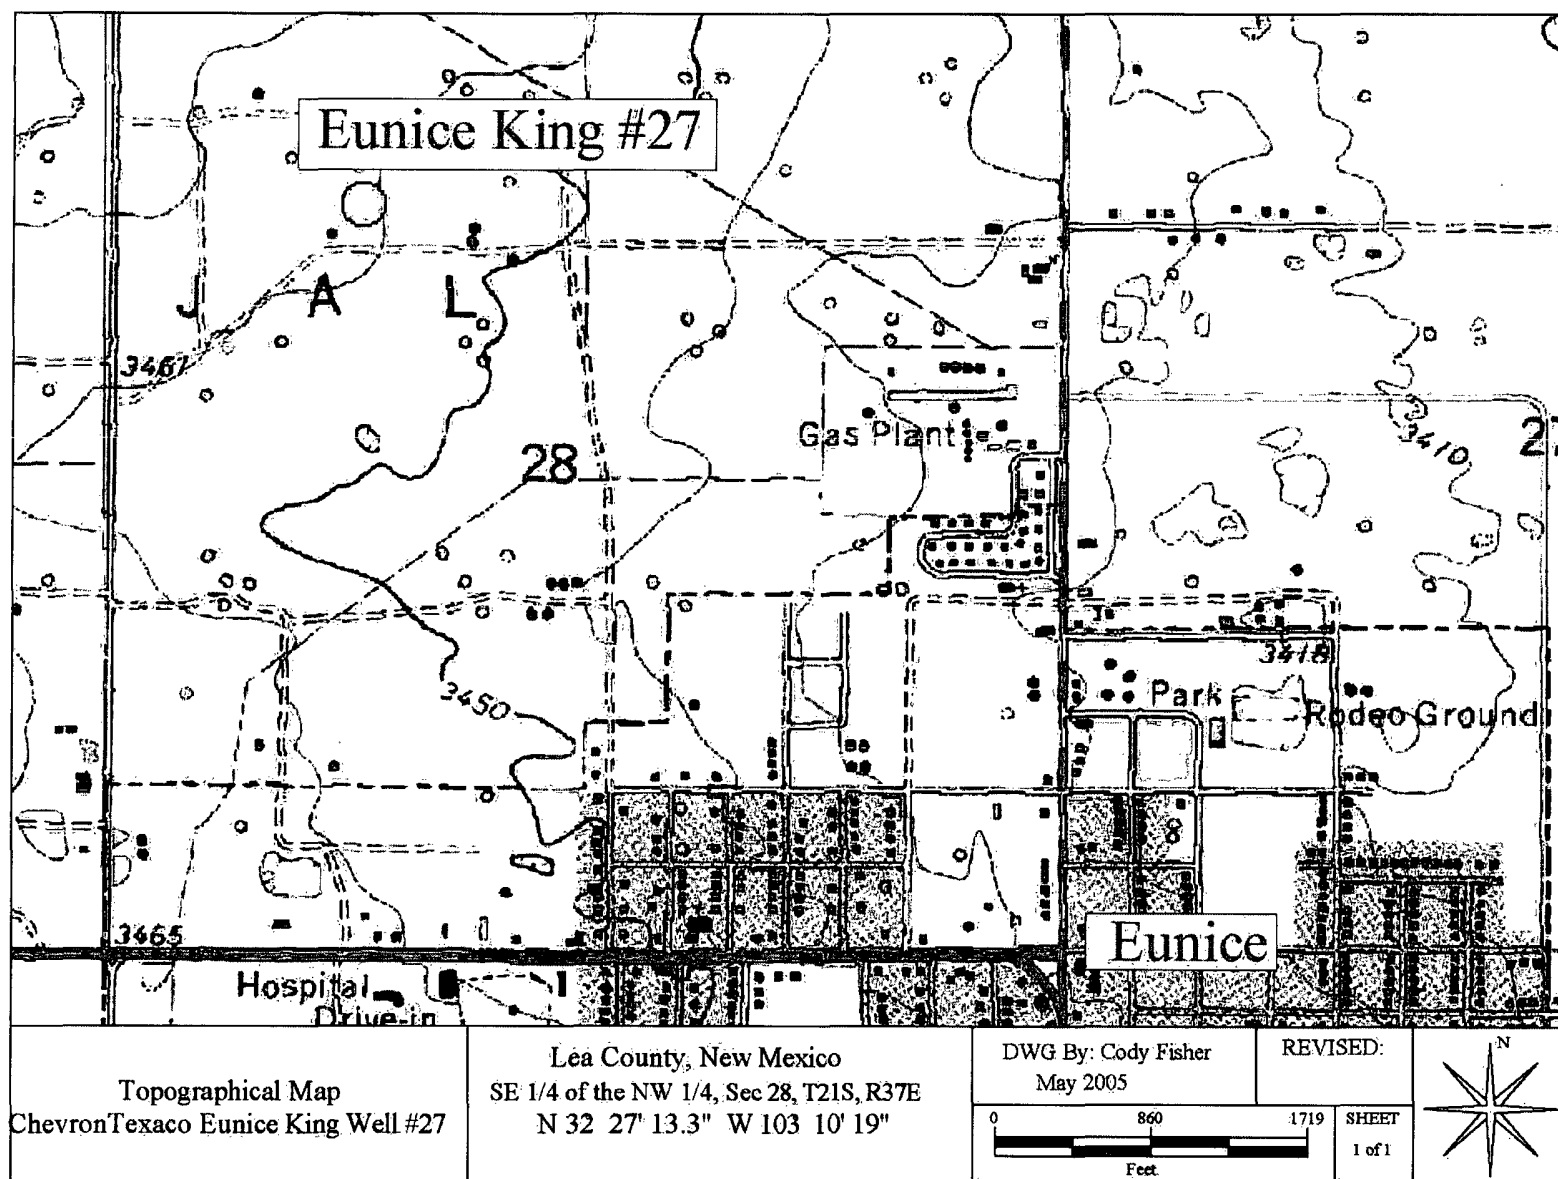 Eunice King #27
J A L
3461
Gas Plant
28
3410
3418
3450
Park
Rodeo Ground
3465
Eunice
Hospital
Drive-in
Topographical Map
ChevronTexaco Eunice King Well #27
Lea County, New Mexico
SE 1/4 of the NW 1/4, Sec 28, T21S, R37E
N 32 27' 13.3" W 103 10' 19"
DWG By: Cody Fisher
May 2005
REVISED:
0 860 1719
Feet
SHEET
1 of 1
N